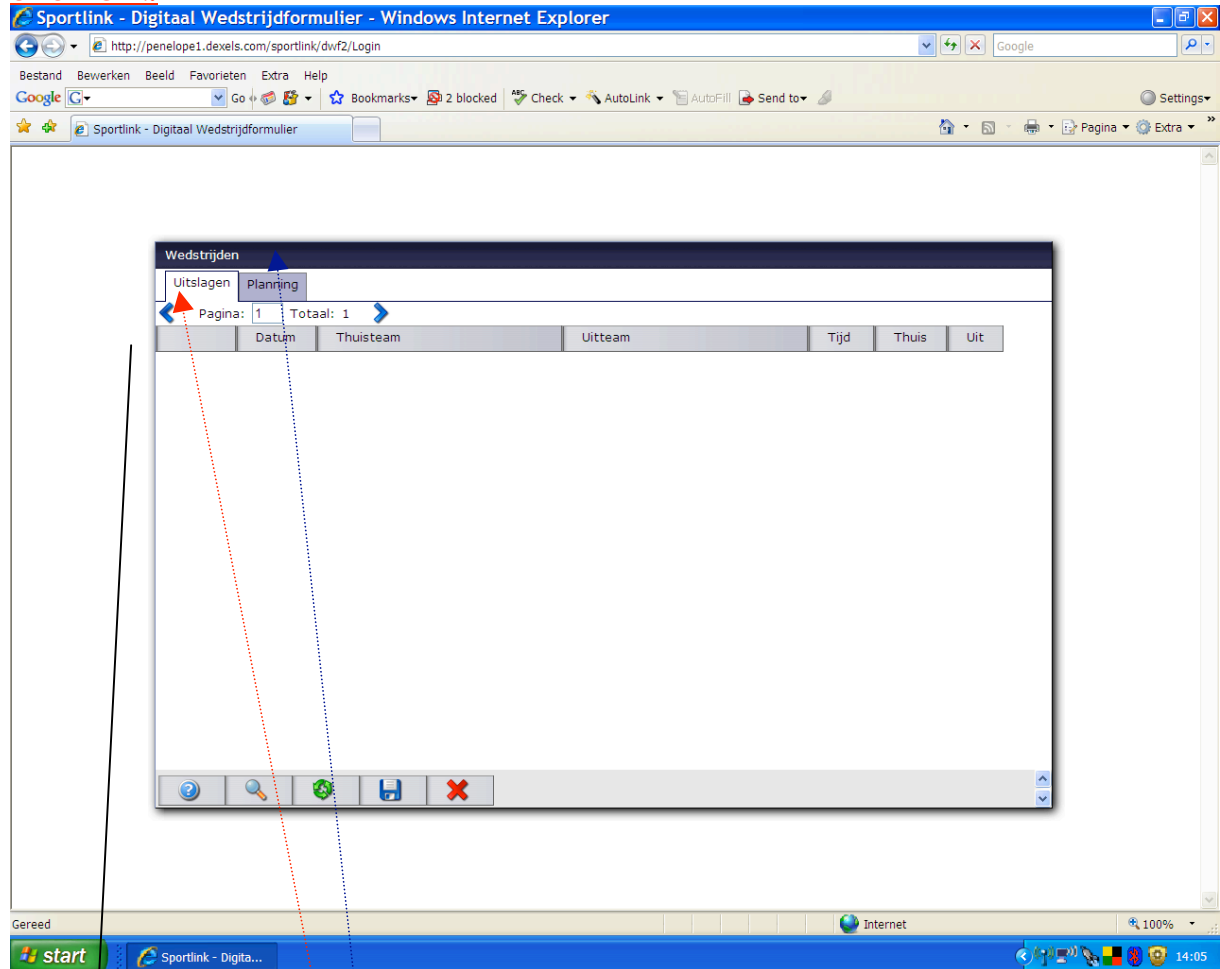 Sportlink - Digitaal Wedstrijdformulier - Windows Internet Explorer
http://penelope1.dexels.com/sportlink/dwf2/Login Google
Bestand Bewerken Beeld Favorieten Extra Help
Google G Go Bookmarks 2 blocked ABC Check AutoLink AutoFill Send to Settings
Sportlink - Digitaal Wedstrijdformulier Pagina Extra »
Wedstrijden
Uitslagen Planning
Pagina: 1 Totaal: 1
Datum Thuisteam Uitteam Tijd Thuis Uit
Gereed Internet 100%
start Sportlink - Digita... 14:05